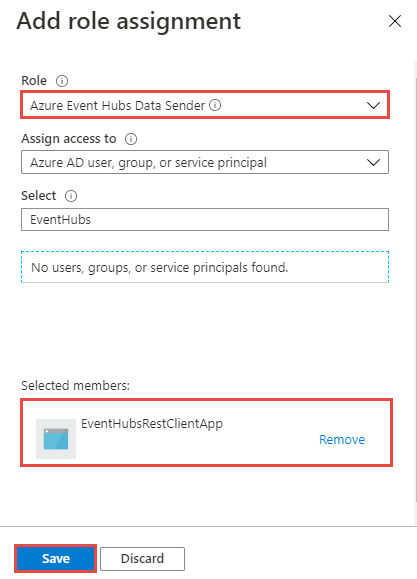 Add role assignment
Role
Azure Event Hubs Data Sender
Assign access to
Azure AD user, group, or service principal
Select
EventHubs
No users, groups, or service principals found.
Selected members:
EventHubsRestClientApp
Remove
Save
Discard